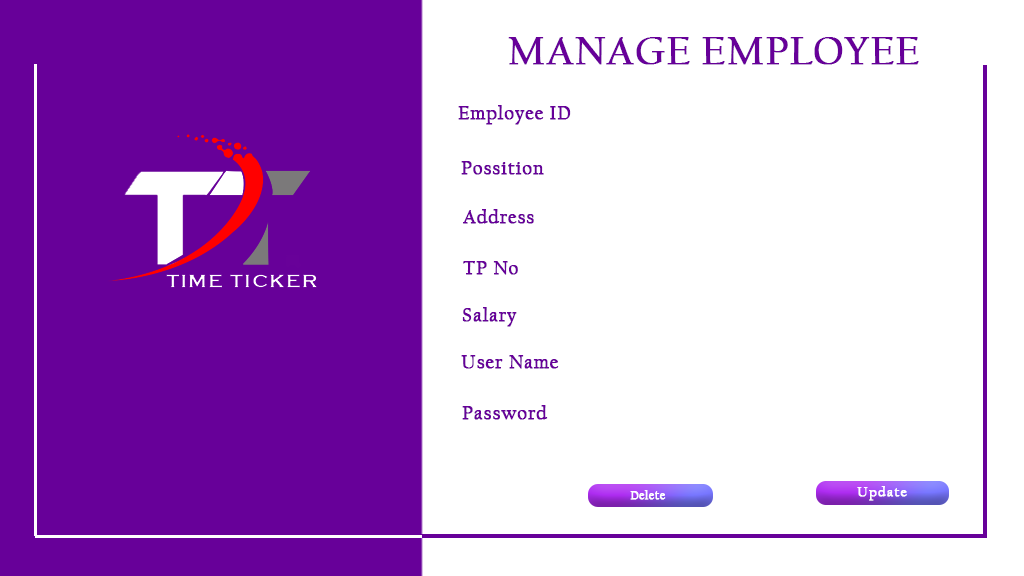 MANAGE EMPLOYEE
Employee ID
Possition
Address
TP No
Salary
User Name
Password
Delete
Update
TT
TIME TICKER